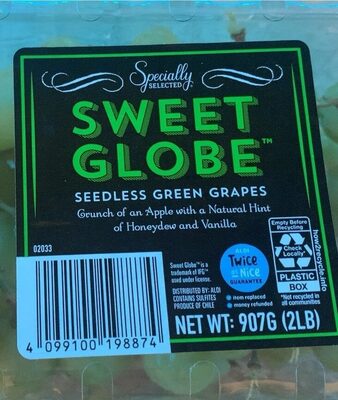 Specially
SELECTED
SWEET
GLOBE™
SEEDLESS GREEN GRAPES
Crunch of an Apple with a Natural Hint
of Honeydew and Vanilla
02033
4 099100 198874
Sweet Globe™ is a
trademark of IFG™
used under license.
DISTRIBUTED BY: ALDI
CONTAINS SULFITES
PRODUCE OF CHILE
ALDI
Twice
as
Nice
GUARANTEE
item replaced
money refunded
Empty Before
Recycling
Check
Locally*
PLASTIC
BOX
*Not recycled in
all communities
how2recycle.info
NET WT: 907G (2LB)